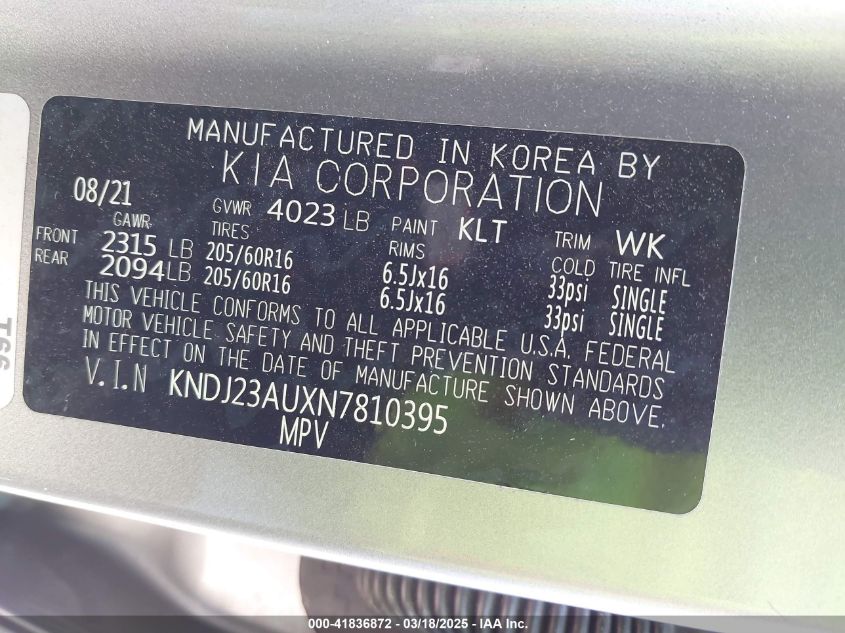 MANUFACTURED IN KOREA BY
KIA CORPORATION
08/21 GVWR 4023 LB PAINT KLT TRIM WK
GAWR TIRES RIMS COLD TIRE INFL
FRONT 2315 LB 205/60R16 6.5Jx16 33psi SINGLE
REAR 2094 LB 205/60R16 6.5Jx16 33psi SINGLE
THIS VEHICLE CONFORMS TO ALL APPLICABLE U.S.A. FEDERAL
MOTOR VEHICLE SAFETY AND THEFT PREVENTION STANDARDS
IN EFFECT ON THE DATE OF MANUFACTURE SHOWN ABOVE.
V.I.N KNDJ23AUXN7810395
MPV
000-41836872 — 03/18/2025 — IAA Inc.